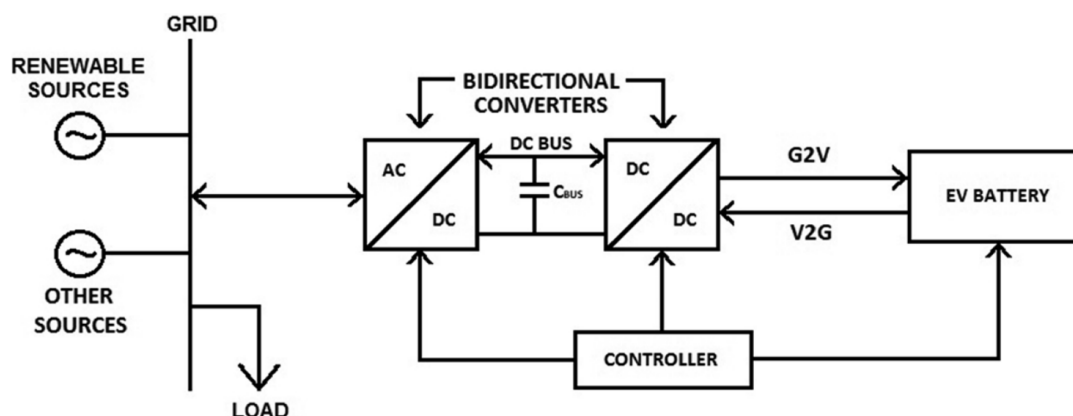 GRID
RENEWABLE
SOURCES
OTHER
SOURCES
LOAD
BIDIRECTIONAL
CONVERTERS
AC
DC
DC BUS
CBUS
DC
DC
G2V
V2G
EV BATTERY
CONTROLLER